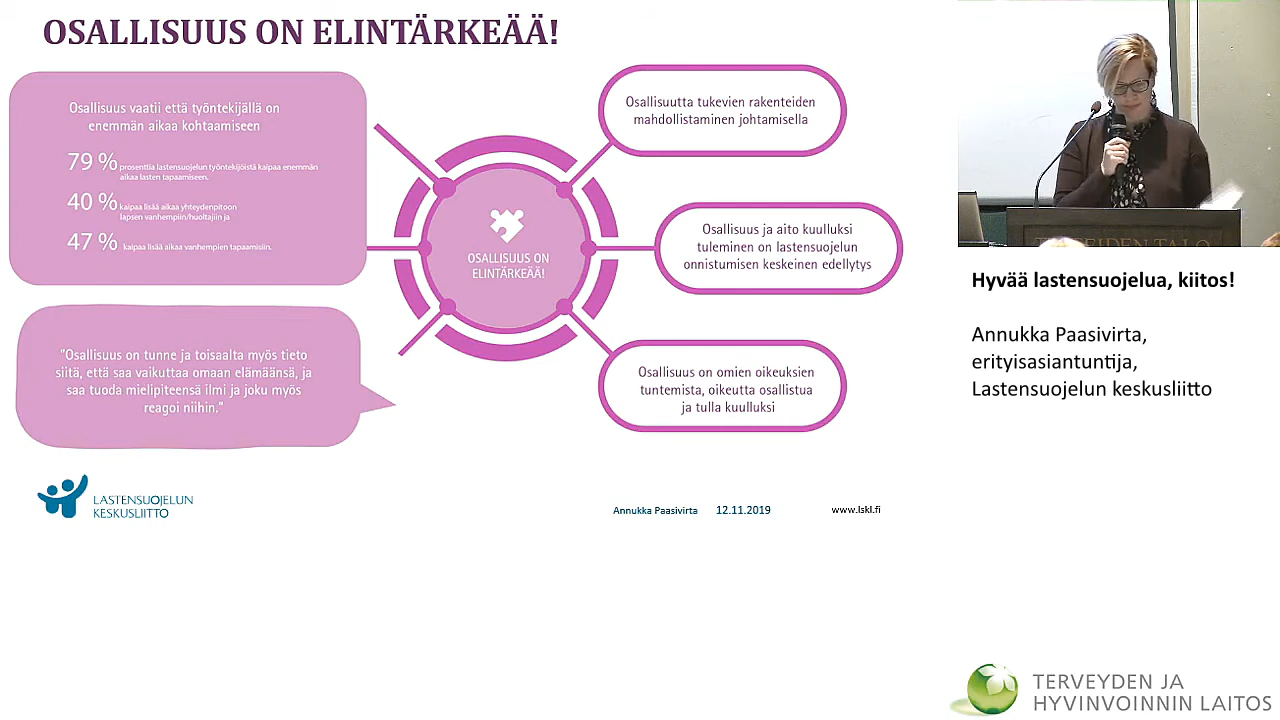 OSALLISUUS ON ELINTÄRKEÄÄ!
Osallisuus vaatii että työntekijällä on
enemmän aikaa kohtaamiseen
79 % prosenttia lastensuojelun työntekijöistä kaipaa enemmän
aikaa lasten tapaamiseen.
40 % kaipaa lisää aikaa yhteydenpitoon
lapsen vanhempiin/huoltajiin ja
47 % kaipaa lisää aikaa vanhempien tapaamisiin.
"Osallisuus on tunne ja toisaalta myös tieto
siitä, että saa vaikuttaa omaan elämäänsä, ja
saa tuoda mielipiteensä ilmi ja joku myös
reagoi niihin."
OSALLISUUS ON
ELINTÄRKEÄÄ!
Osallisuutta tukevien rakenteiden
mahdollistaminen johtamisella
Osallisuus ja aito kuulluksi
tuleminen on lastensuojelun
onnistumisen keskeinen edellytys
Osallisuus on omien oikeuksien
tuntemista, oikeutta osallistua
ja tulla kuulluksi
LASTENSUOJELUN
KESKUSLIITTO
Annukka Paasivirta 12.11.2019 www.lskl.fi
TIETEIDEN TALO
Hyvää lastensuojelua, kiitos!
Annukka Paasivirta,
erityisasiantuntija,
Lastensuojelun keskusliitto
TERVEYDEN JA
HYVINVOINNIN LAITOS